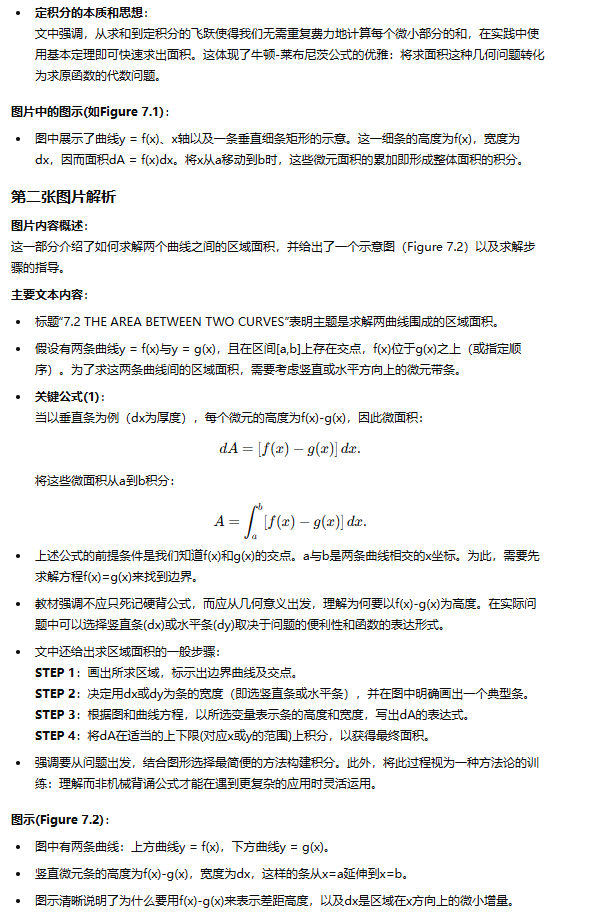 • 定积分的本质和思想：
文中强调，从求和到定积分的飞跃使得我们无需重复费力地计算每个微小部分的和，在实践中使
用基本定理即可快速求出面积。这体现了牛顿-莱布尼茨公式的优雅：将求面积这种几何问题转化
为求原函数的代数问题。
图片中的图示(如Figure 7.1)：
• 图中展示了曲线y = f(x)、x轴以及一条垂直细条矩形的示意。这一细条的高度为f(x)，宽度为
dx，因而面积dA = f(x)dx。将x从a移动到b时，这些微元面积的累加即形成整体面积的积分。
第二张图片解析
图片内容概述：
这一部分介绍了如何求解两个曲线之间的区域面积，并给出了一个示意图（Figure 7.2）以及求解步
骤的指导。
主要文本内容：
• 标题“7.2 THE AREA BETWEEN TWO CURVES”表明主题是求解两曲线围成的区域面积。
• 假设有两条曲线y = f(x)与y = g(x)，且在区间[a,b]上存在交点，f(x)位于g(x)之上（或指定顺
序）。为了求这两条曲线间的区域面积，需要考虑竖直或水平方向上的微元带条。
• 关键公式(1)：
当以垂直条为例（dx为厚度），每个微元的高度为f(x)-g(x)，因此微面积：
dA = [f(x) − g(x)] dx.
将这些微面积从a到b积分：
A = ∫_a^b [f(x) − g(x)] dx.
• 上述公式的前提条件是我们知道f(x)和g(x)的交点。a与b是两条曲线相交的x坐标。为此，需要先
求解方程f(x)=g(x)来找到边界。
• 教材强调不应只死记硬背公式，而应从几何意义出发，理解为何要以f(x)-g(x)为高度。在实际问
题中可以选择竖直条(dx)或水平条(dy)取决于问题的便利性和函数的表达形式。
• 文中还给出求区域面积的一般步骤：
STEP 1：画出所求区域，标示出边界曲线及交点。
STEP 2：决定用dx或dy为条的宽度（即选竖直条或水平条），并在图中明确画出一个典型条。
STEP 3：根据图和曲线方程，以所选变量表示条的高度和宽度，写出dA的表达式。
STEP 4：将dA在适当的上下限(对应x或y的范围)上积分，以获得最终面积。
• 强调要从问题出发，结合图形选择最简便的方法构建积分。此外，将此过程视为一种方法论的训
练：理解而非机械背诵公式才能在遇到更复杂的应用时灵活运用。
图示(Figure 7.2)：
• 图中有两条曲线：上方曲线y = f(x)，下方曲线y = g(x)。
• 竖直微元条的高度为f(x)-g(x)，宽度为dx，这样的条从x=a延伸到x=b。
• 图示清晰说明了为什么要用f(x)-g(x)来表示差距高度，以及dx是区域在x方向上的微小增量。